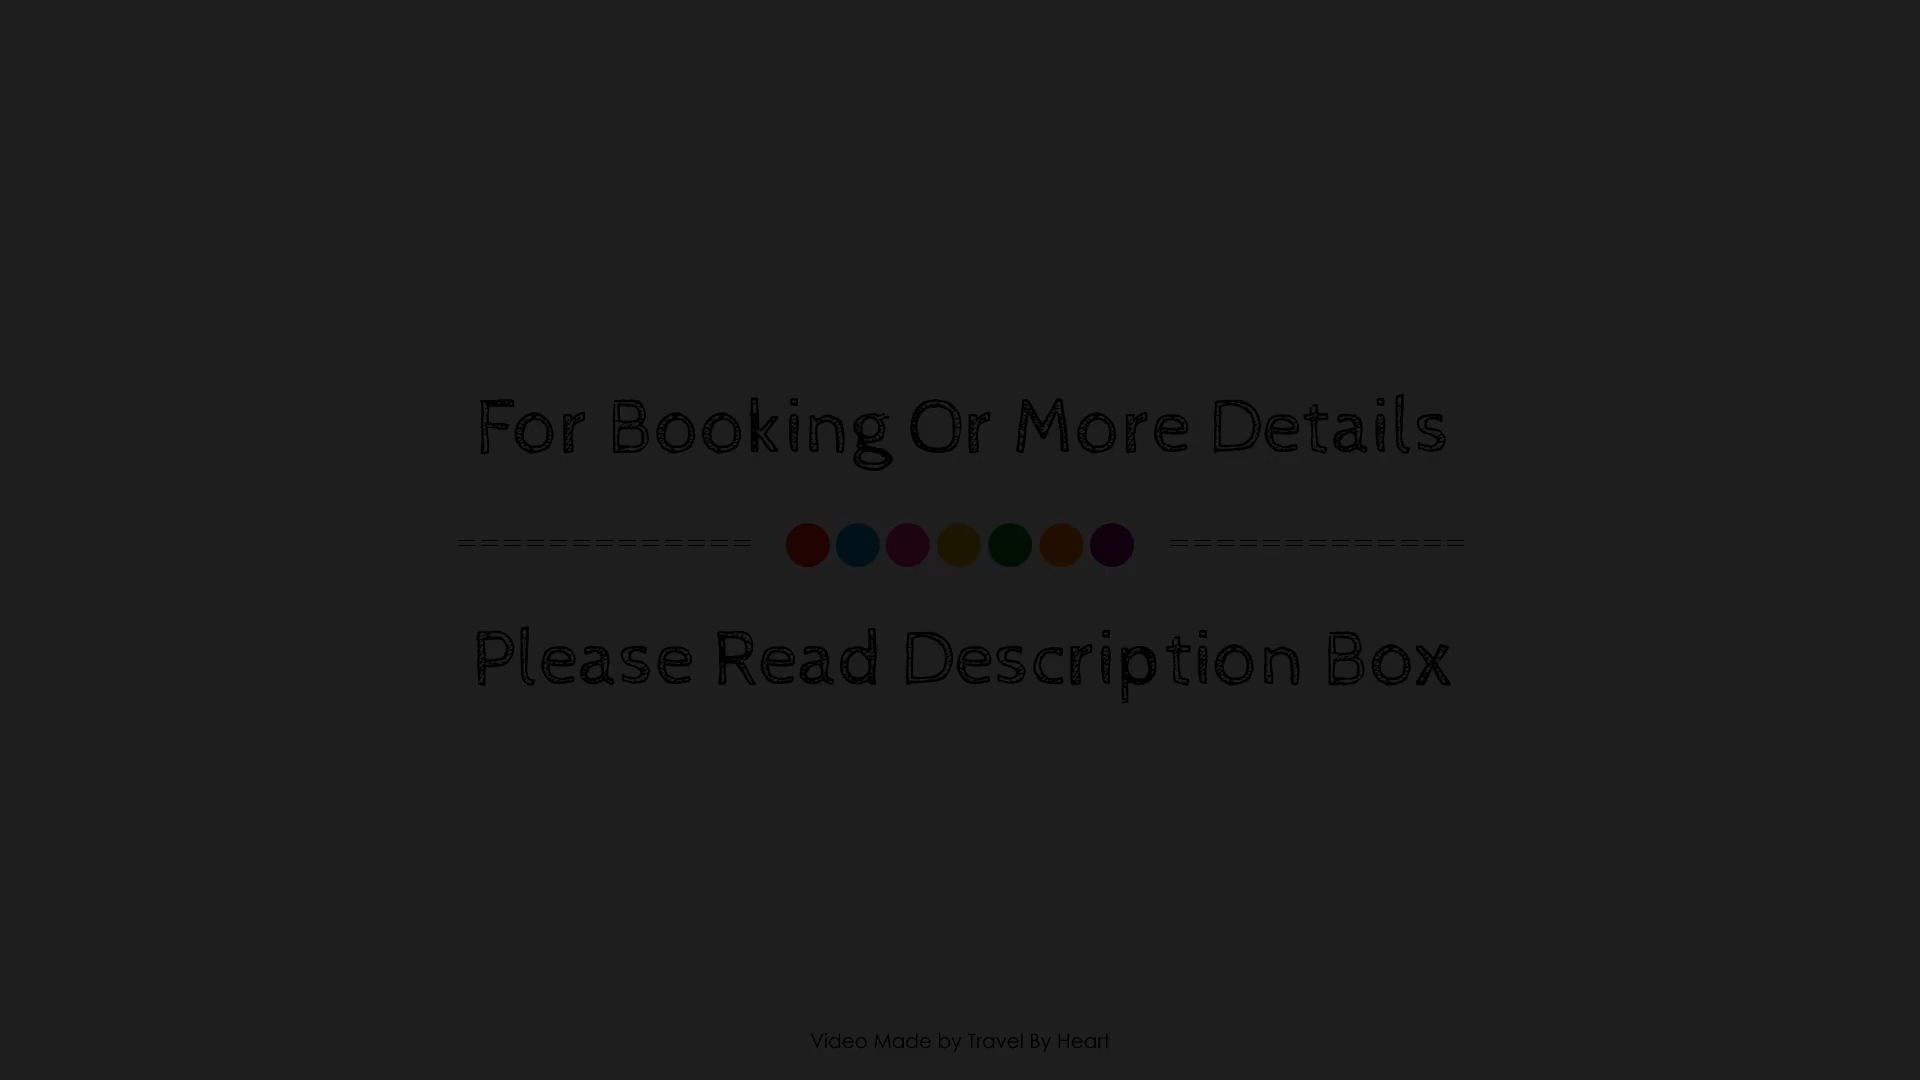 For Booking Or More Details
============= =============
Please Read Description Box
Video Made by Travel By Heart